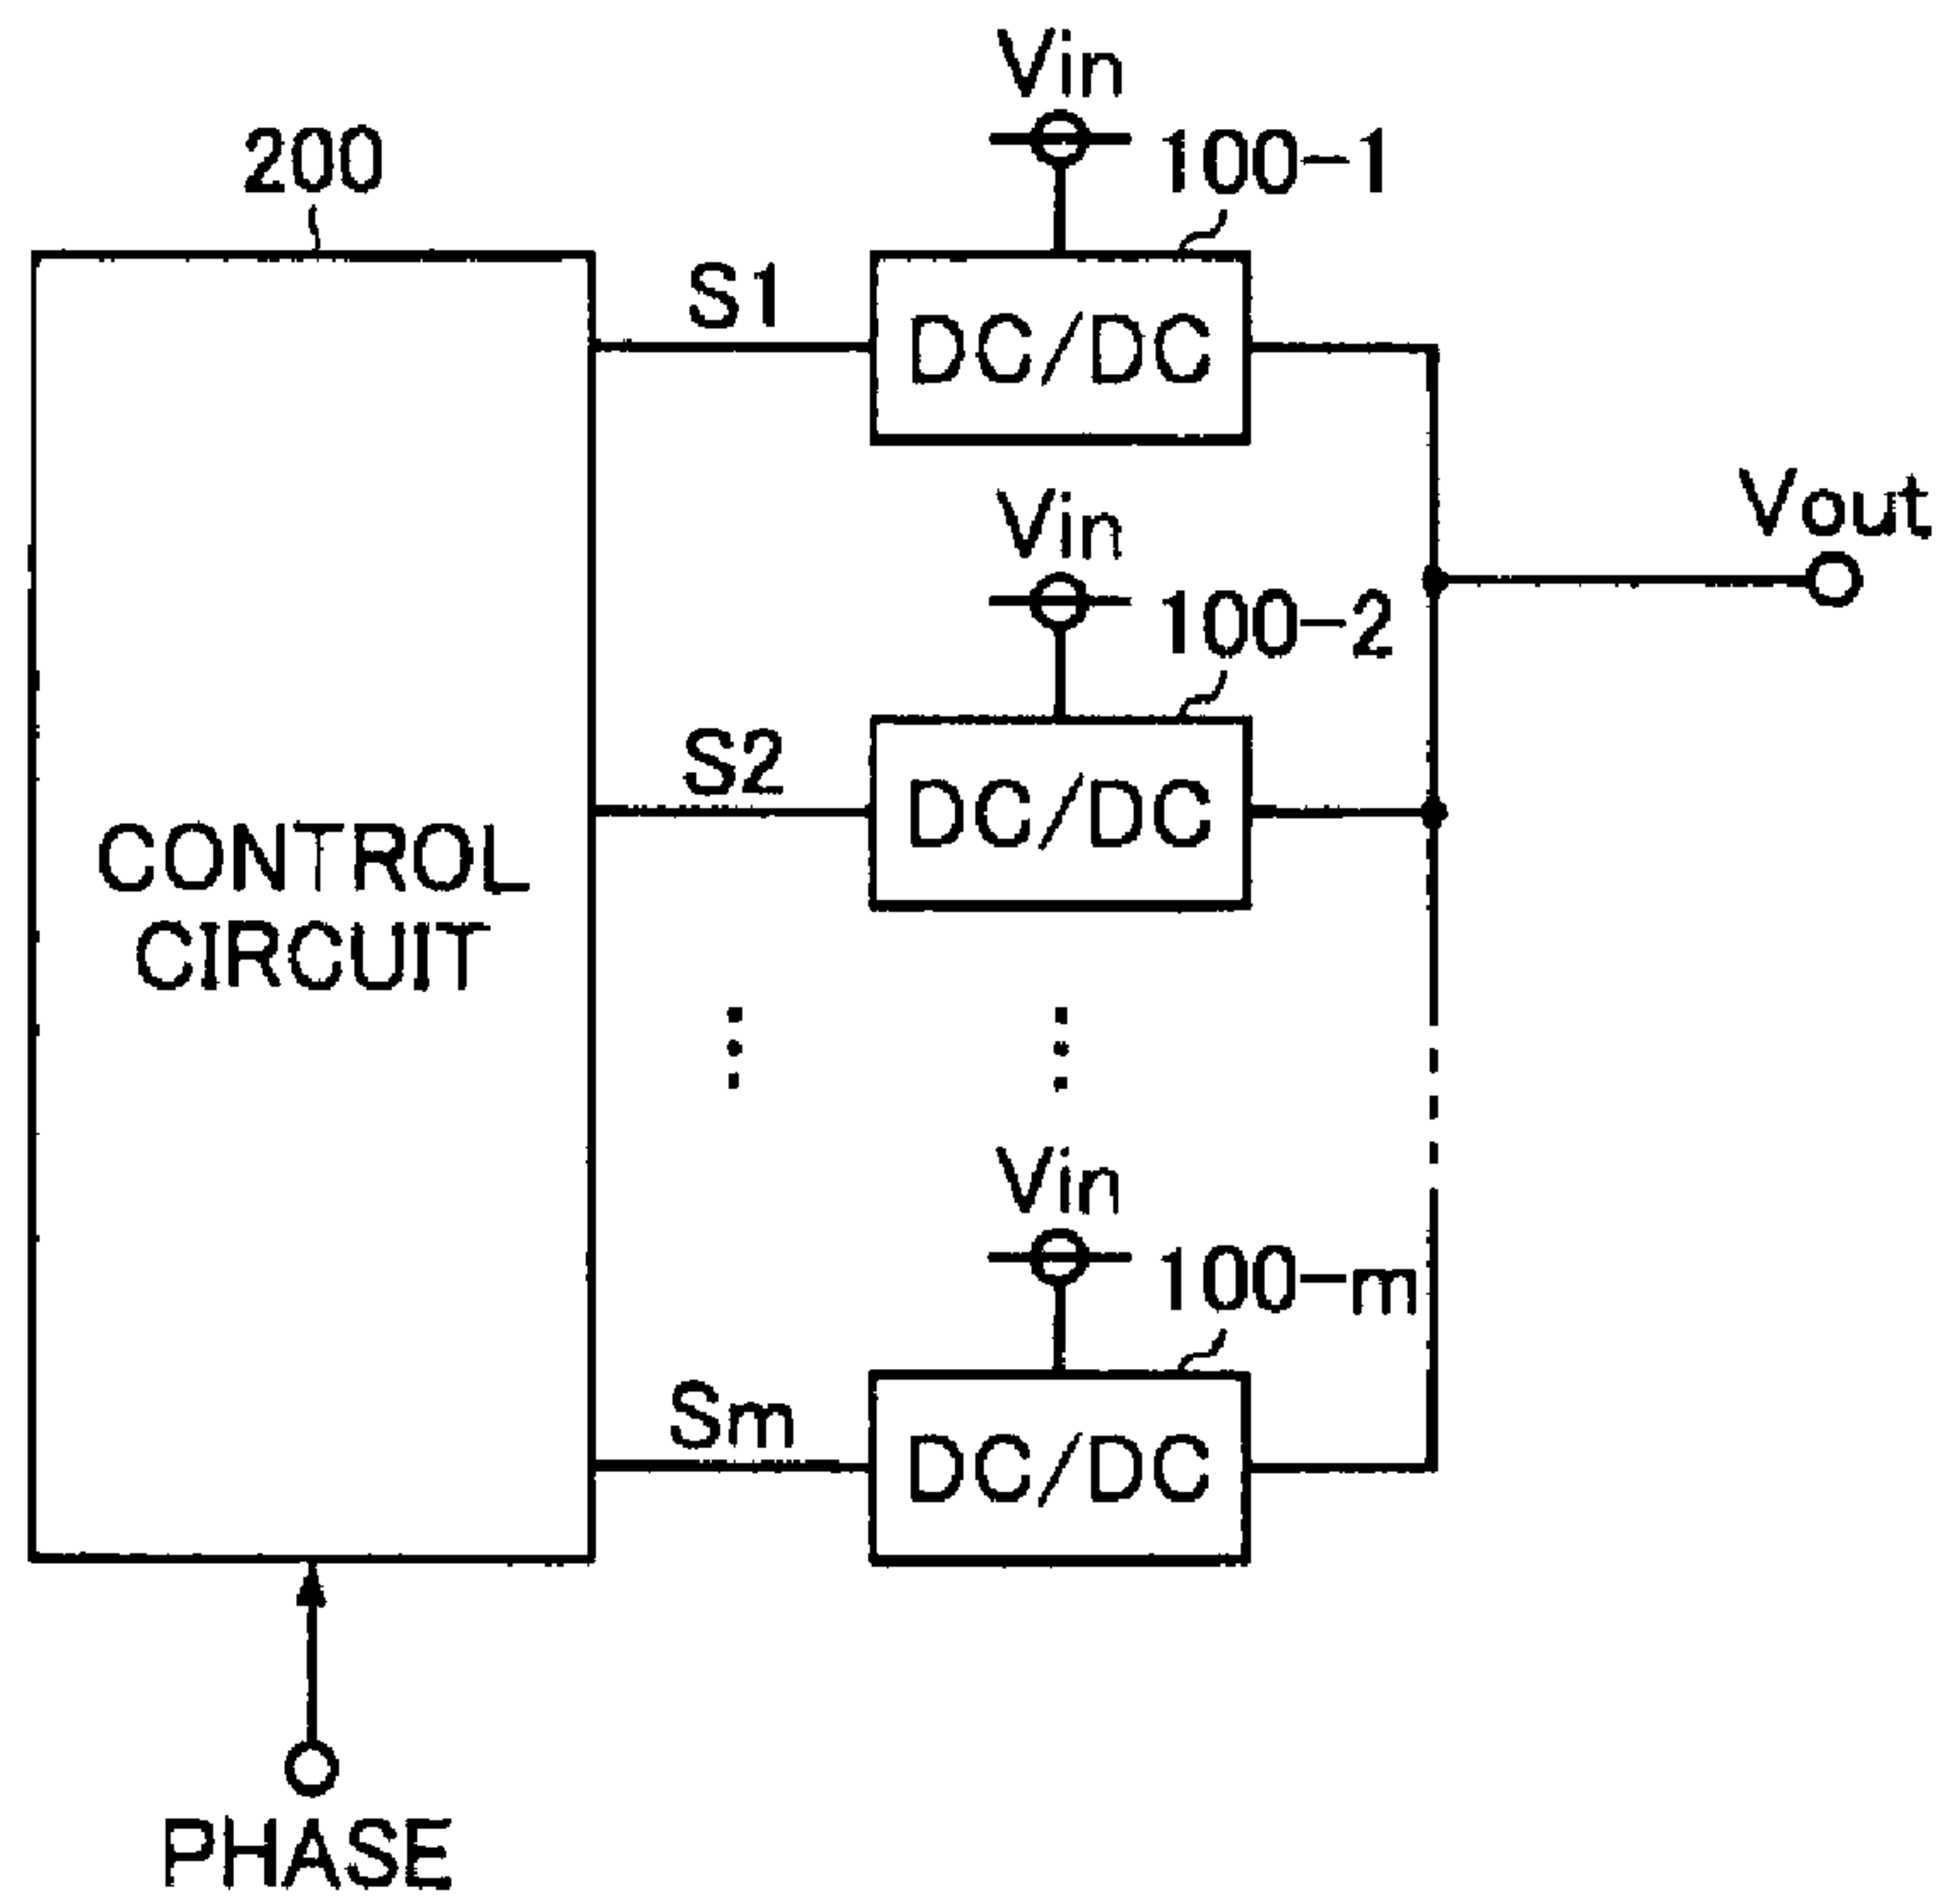 Vin
200
100-1
S1
DC/DC
Vin
Vout
100-2
S2
DC/DC
CONTROL
CIRCUIT
Vin
100-m
Sm
DC/DC
PHASE